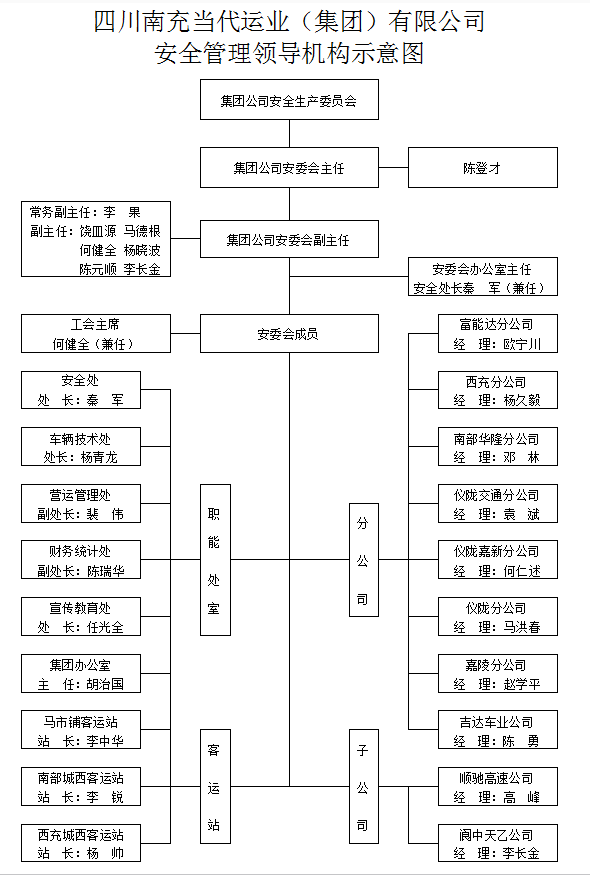 四川南充当代运业（集团）有限公司
安全管理领导机构示意图
集团公司安全生产委员会
集团公司安委会主任
陈登才
常务副主任：李　果
副主任：饶皿源　马德根
何健全　杨晓波
陈元顺　李长金
集团公司安委会副主任
安委会办公室主任
安全处长秦　军（兼任）
工会主席
何健全（兼任）
安委会成员
富能达分公司
经　理：欧宁川
安全处
处　长：秦　军
西充分公司
经　理：杨久毅
车辆技术处
处长：杨青龙
南部华隆分公司
经　理：邓　林
营运管理处
副处长：裴　伟
职能处室
分公司
仪陇交通分公司
经　理：袁　斌
财务统计处
副处长：陈瑞华
仪陇嘉新分公司
经　理：何仁述
宣传教育处
处　长：任光全
仪陇分公司
经　理：马洪春
集团办公室
主　任：胡治国
嘉陵分公司
经　理：赵学平
马市铺客运站
站　长：李中华
客运站
子公司
吉达车业公司
经　理：陈　勇
南部城西客运站
站　长：李　锐
顺驰高速公司
经　理：高　峰
西充城西客运站
站　长：杨　帅
阆中天乙公司
经　理：李长金